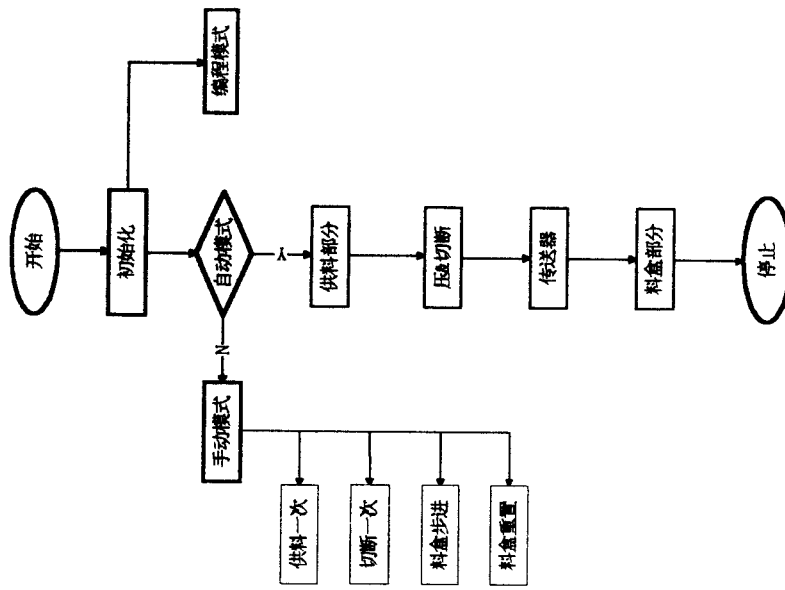 开始
初始化
编程模式
自动模式
N
Y
手动模式
供料部分
供料一次
切断一次
料盒步进
料盒重置
压&切断
传送器
料盒部分
停止